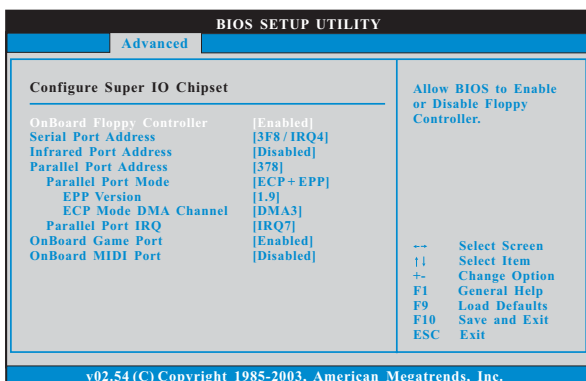 BIOS SETUP UTILITY
Advanced
Configure Super IO Chipset
OnBoard Floppy Controller [Enabled]
Serial Port Address [3F8 / IRQ4]
Infrared Port Address [Disabled]
Parallel Port Address [378]
Parallel Port Mode [ECP + EPP]
EPP Version [1.9]
ECP Mode DMA Channel [DMA3]
Parallel Port IRQ [IRQ7]
OnBoard Game Port [Enabled]
OnBoard MIDI Port [Disabled]
Allow BIOS to Enable
or Disable Floppy
Controller.
←→ Select Screen
↑↓ Select Item
+- Change Option
F1 General Help
F9 Load Defaults
F10 Save and Exit
ESC Exit
v02.54 (C) Copyright 1985-2003, American Megatrends, Inc.